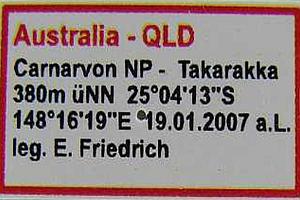 Australia - QLD
Carnarvon NP - Takarakka
380m üNN 25°04'13"S
148°16'19"E 19.01.2007 a.L.
leg. E. Friedrich